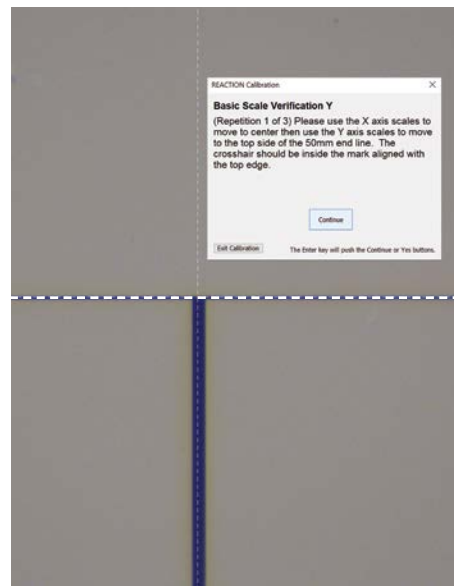 REACTION Calibration
Basic Scale Verification Y
(Repetition 1 of 3) Please use the X axis scales to
move to center then use the Y axis scales to move
to the top side of the 50mm end line. The
crosshair should be inside the mark aligned with
the top edge.
Continue
Exit Calibration
The Enter key will push the Continue or Yes buttons.